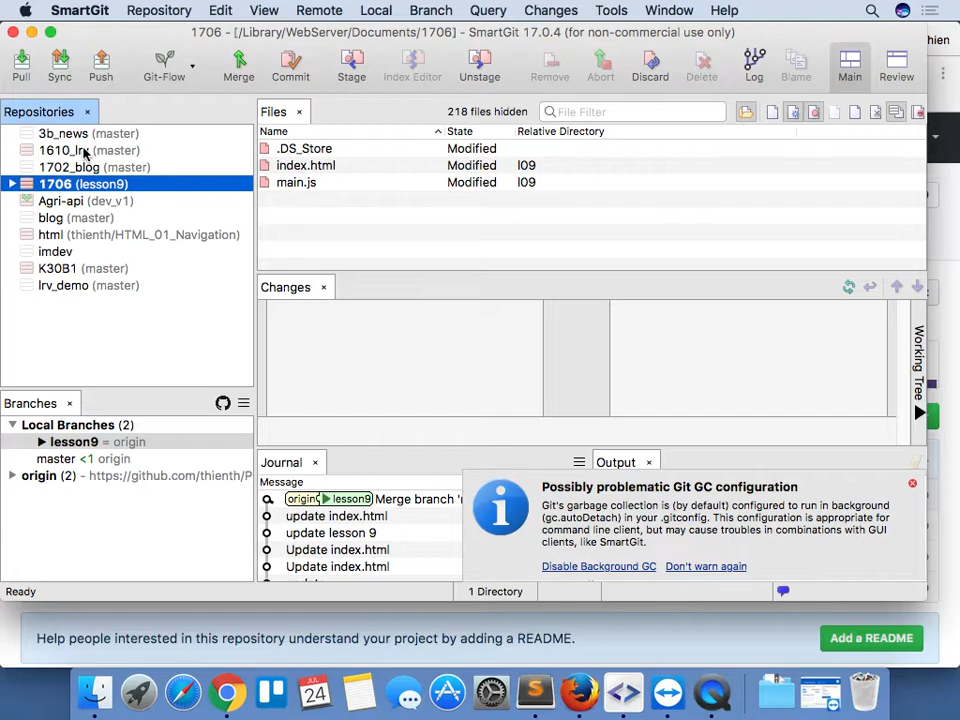 SmartGit Repository Edit View Remote Local Branch Query Changes Tools Window Help
1706 - [/Library/WebServer/Documents/1706] - SmartGit 17.0.4 (for non-commercial use only)
hien
Pull Sync Push Git-Flow Merge Commit Stage Index Editor Unstage Remove Abort Discard Delete Log Blame Main Review
Repositories ×
3b_news (master)
(master)
1702_blog (master)
1706 (lesson9)
Agri-api (dev_v1)
blog (master)
html (thienth/HTML_01_Navigation)
imdev
K30B1 (master)
lrv_demo (master)
Files × 218 files hidden File Filter
Name State Relative Directory
.DS_Store Modified
index.html Modified l09
main.js Modified l09
Changes ×
Working Tree
Branches ×
Local Branches (2)
lesson9 = origin
master <1 origin
origin (2) - https://github.com/thienth/P
Journal × Output ×
Message
origin lesson9 Merge branch
update index.html
update lesson 9
Update index.html
Update index.html
Possibly problematic Git GC configuration
Git's garbage collection is (by default) configured to run in background
(gc.autoDetach) in your .gitconfig. This configuration is appropriate for
command line client, but may cause troubles in combinations with GUI
clients, like SmartGit.
Disable Background GC Don't warn again
Ready 1 Directory
Help people interested in this repository understand your project by adding a README. Add a README
JUL
24